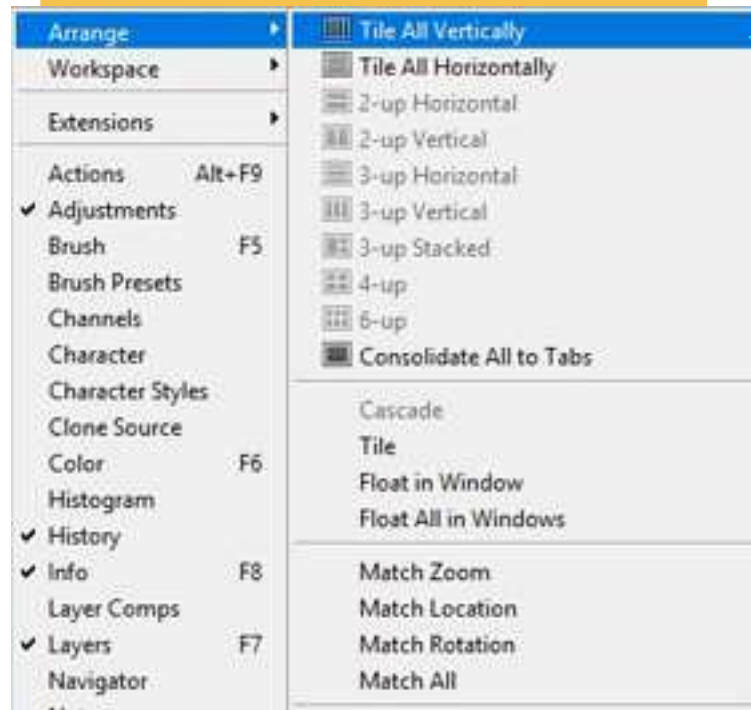 Arrange
Workspace
Extensions
Actions Alt+F9
Adjustments
Brush F5
Brush Presets
Channels
Character
Character Styles
Clone Source
Color F6
Histogram
History
Info F8
Layer Comps
Layers F7
Navigator
Tile All Vertically
Tile All Horizontally
2-up Horizontal
2-up Vertical
3-up Horizontal
3-up Vertical
3-up Stacked
4-up
6-up
Consolidate All to Tabs
Cascade
Tile
Float in Window
Float All in Windows
Match Zoom
Match Location
Match Rotation
Match All